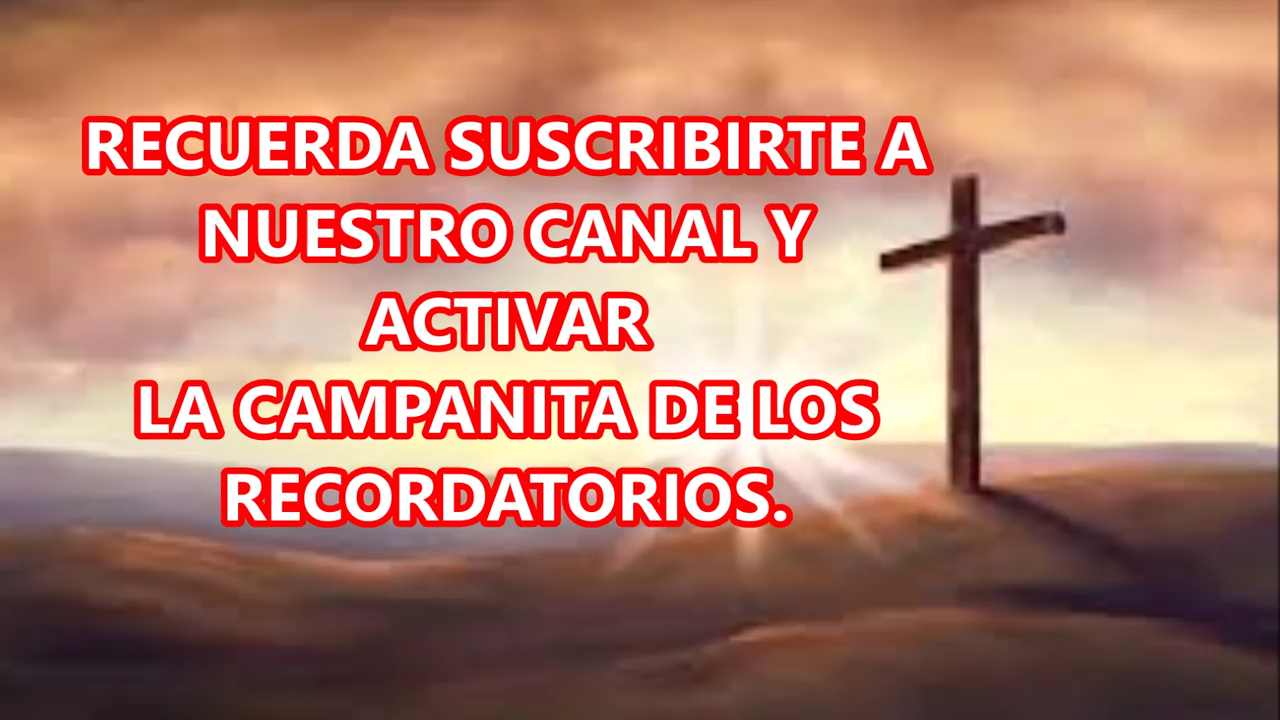 RECUERDA SUSCRIBIRTE A
NUESTRO CANAL Y
ACTIVAR
LA CAMPANITA DE LOS
RECORDATORIOS.